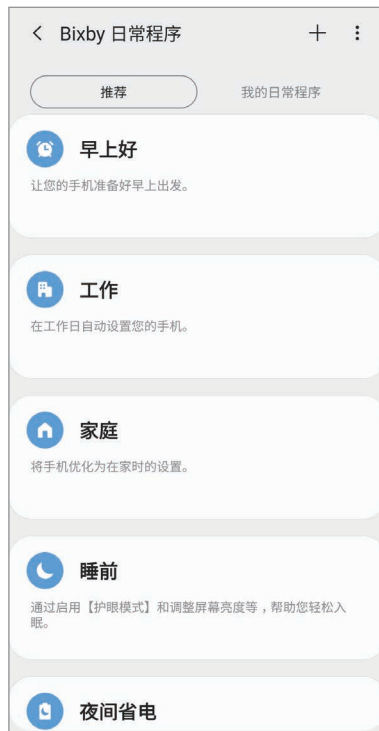 Bixby 日常程序
推荐
我的日常程序
早上好
让您的手机准备好早上出发。
工作
在工作日自动设置您的手机。
家庭
将手机优化为在家时的设置。
睡前
通过启用【护眼模式】和调整屏幕亮度等，帮助您轻松入
眠。
夜间省电